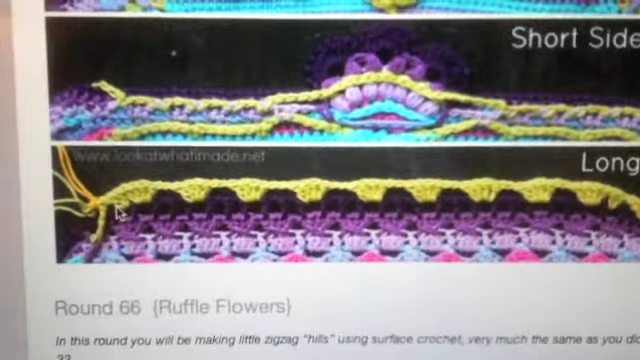 Short Side
www.lookatwhatimade.net
Long
Round 66 {Ruffle Flowers}
In this round you will be making little zigzag "hills" using surface crochet, very much the same as you did
33